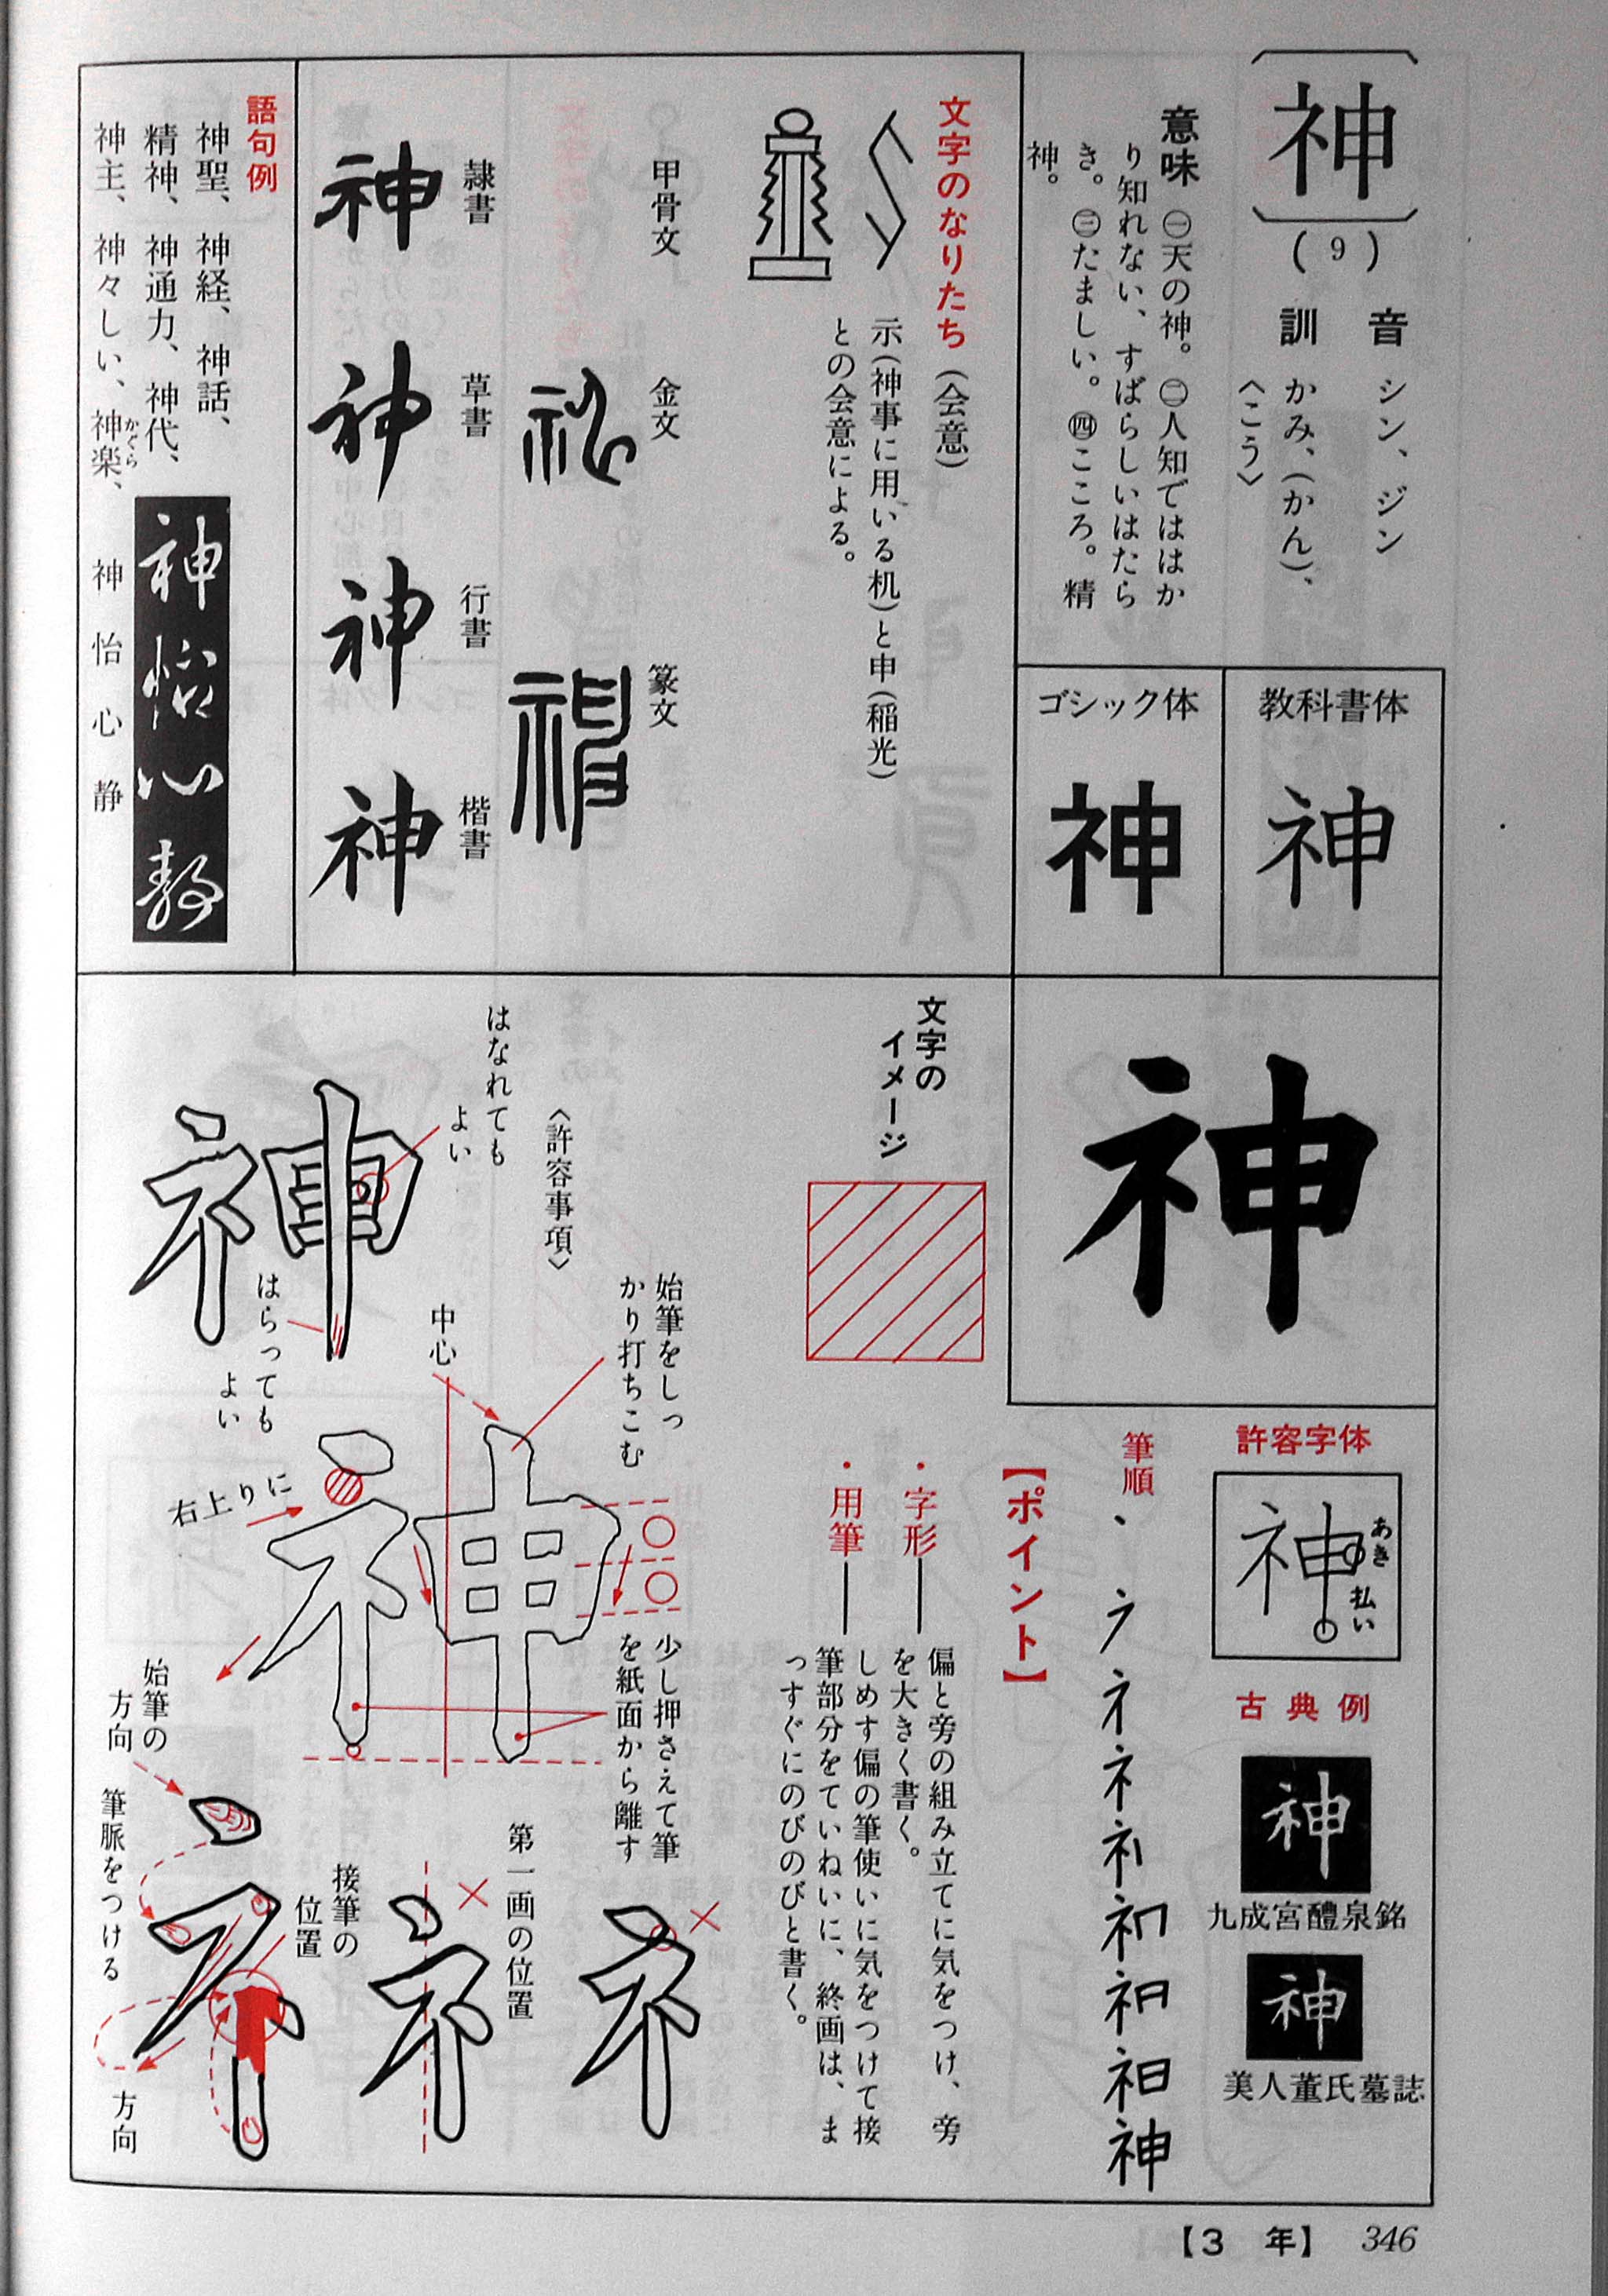 神
(9)
音 シン、ジン
訓 かみ、(かん)、
〈こう〉
意味 ㊀天の神。㊁人知でははか
り知れない、すばらしいはたら
き。㊂たましい。㊃こころ。精
神。
教科書体
神
ゴシック体
神
文字のなりたち(会意)
示(神事に用いる机)と申(稲光)
との会意による。
甲骨文
金文
篆文
隷書
神
草書
神
行書
神
楷書
神
語句例
神聖、神経、神話、
精神、神通力、神代、
神主、神々しい、神楽、
かぐら
神怡心静
神怡心静
神
許容字体
神
あき
払い
古典例
神
九成宮醴泉銘
神
美人董氏墓誌
筆順
神
【ポイント】
・字形――偏と旁の組み立てに気をつけ、旁
を大きく書く。
・用筆――しめす偏の筆使いに気をつけて接
筆部分をていねいに、終画は、ま
っすぐにのびのびと書く。
文字の
イメージ
〈許容事項〉
はなれても
よい
神
はらっても
よい
始筆をしっ
かり打ちこむ
中心
右上りに
神
少し押さえて筆
を紙面から離す
第一画の位置
接筆の
位置
始筆の
方向
筆脈をつける
方向
【3 年】 346